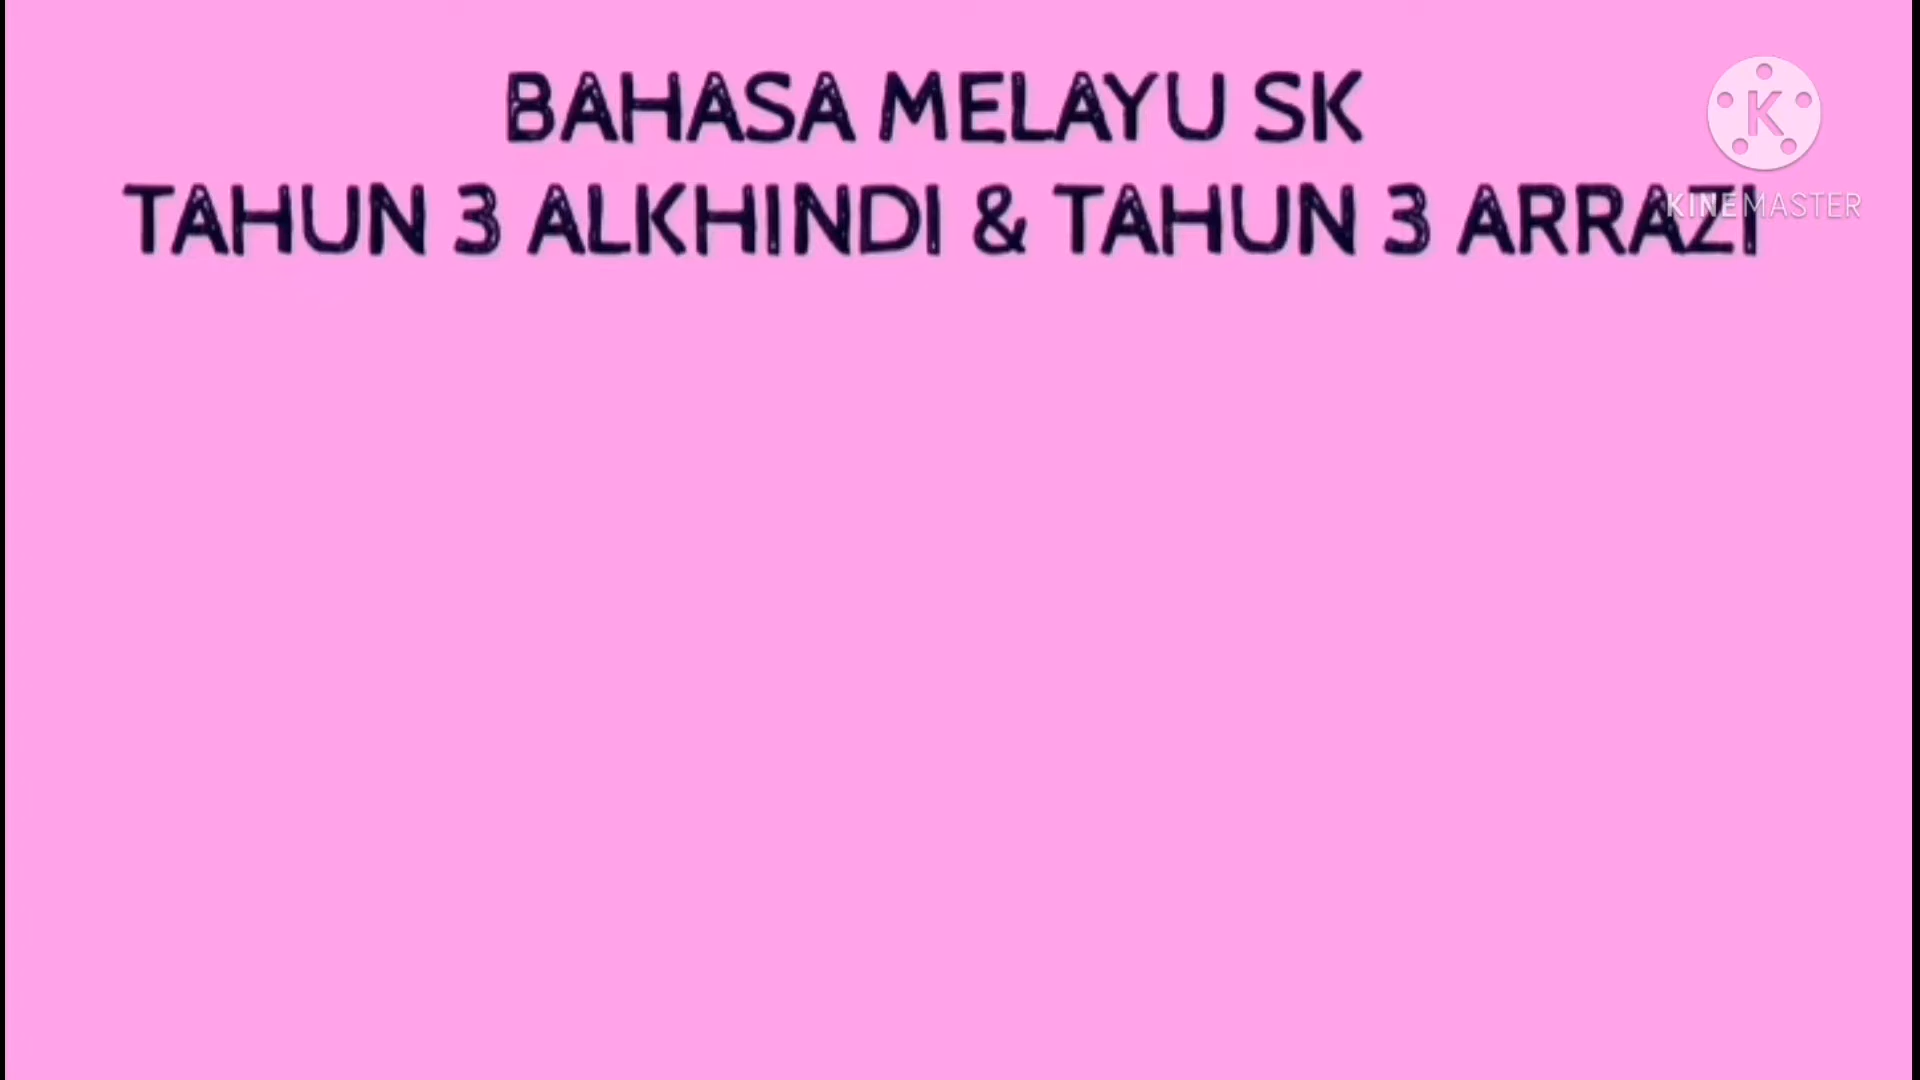 BAHASA MELAYU SK
TAHUN 3 ALKHINDI & TAHUN 3 ARRAZI
K
KINEMASTER